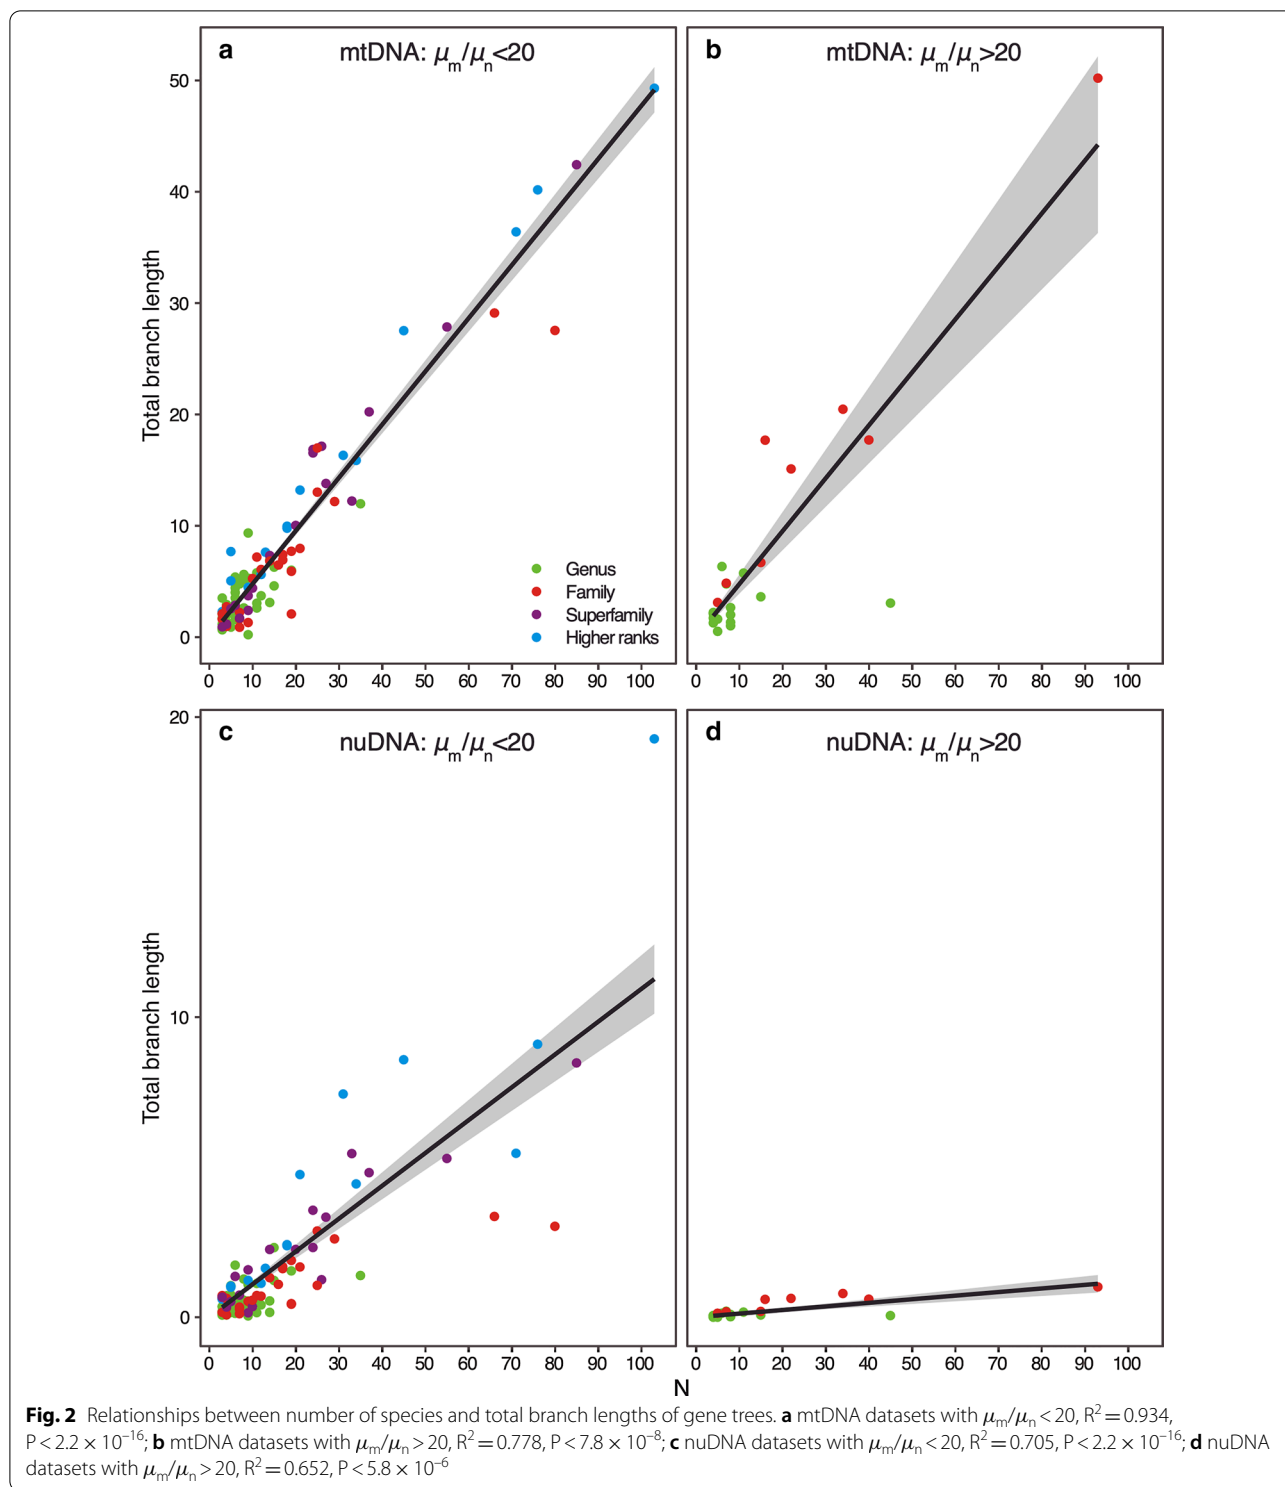 a
mtDNA: μm/μn<20
b
mtDNA: μm/μn>20
Total branch length
50
40
30
20
10
0
Genus
Family
Superfamily
Higher ranks
0 10 20 30 40 50 60 70 80 90 100
0 10 20 30 40 50 60 70 80 90 100
c
nuDNA: μm/μn<20
d
nuDNA: μm/μn>20
Total branch length
20
10
0
0 10 20 30 40 50 60 70 80 90 100
0 10 20 30 40 50 60 70 80 90 100
N
Fig. 2 Relationships between number of species and total branch lengths of gene trees. a mtDNA datasets with μm/μn < 20, R² = 0.934,
P < 2.2 × 10⁻¹⁶; b mtDNA datasets with μm/μn > 20, R² = 0.778, P < 7.8 × 10⁻⁸; c nuDNA datasets with μm/μn < 20, R² = 0.705, P < 2.2 × 10⁻¹⁶; d nuDNA
datasets with μm/μn > 20, R² = 0.652, P < 5.8 × 10⁻⁶